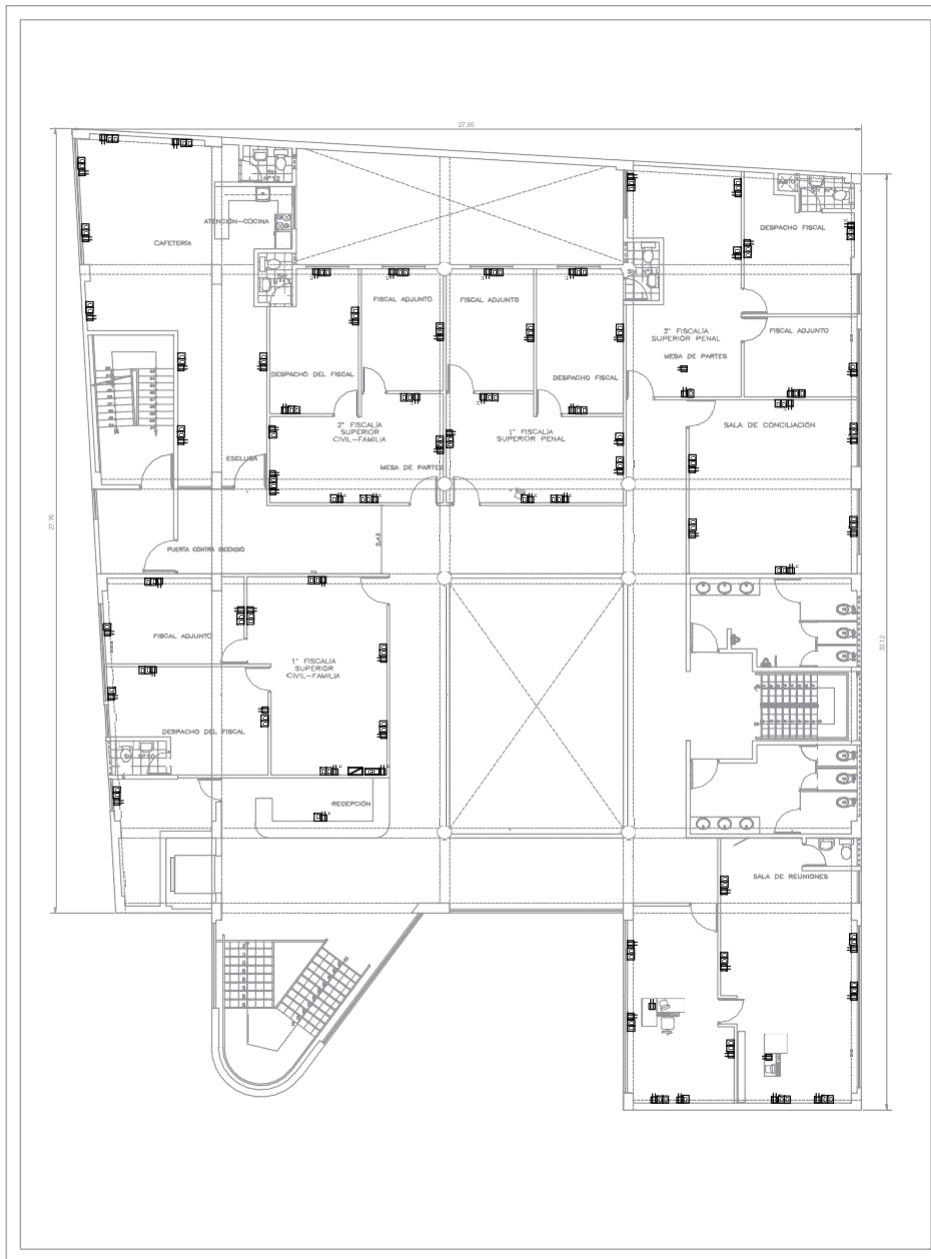 27.95
ATENCIÓN-COCINA
CAFETERÍA
DESPACHO FISCAL
FISCAL ADJUNTO
FISCAL ADJUNTO
2° FISCALÍA
SUPERIOR PENAL
MESA DE PARTES
FISCAL ADJUNTO
DESPACHO DEL FISCAL
DESPACHO FISCAL
2° FISCALÍA
SUPERIOR
CIVIL-FAMILIA
1° FISCALÍA
SUPERIOR PENAL
SALA DE CONCILIACIÓN
ESCLUSA
MESA DE PARTES
27.76
PUERTA CONTRA INCENDIO
FISCAL ADJUNTO
1° FISCALÍA
SUPERIOR
CIVIL-FAMILIA
33.12
DESPACHO DEL FISCAL
RECEPCIÓN
SALA DE REUNIONES